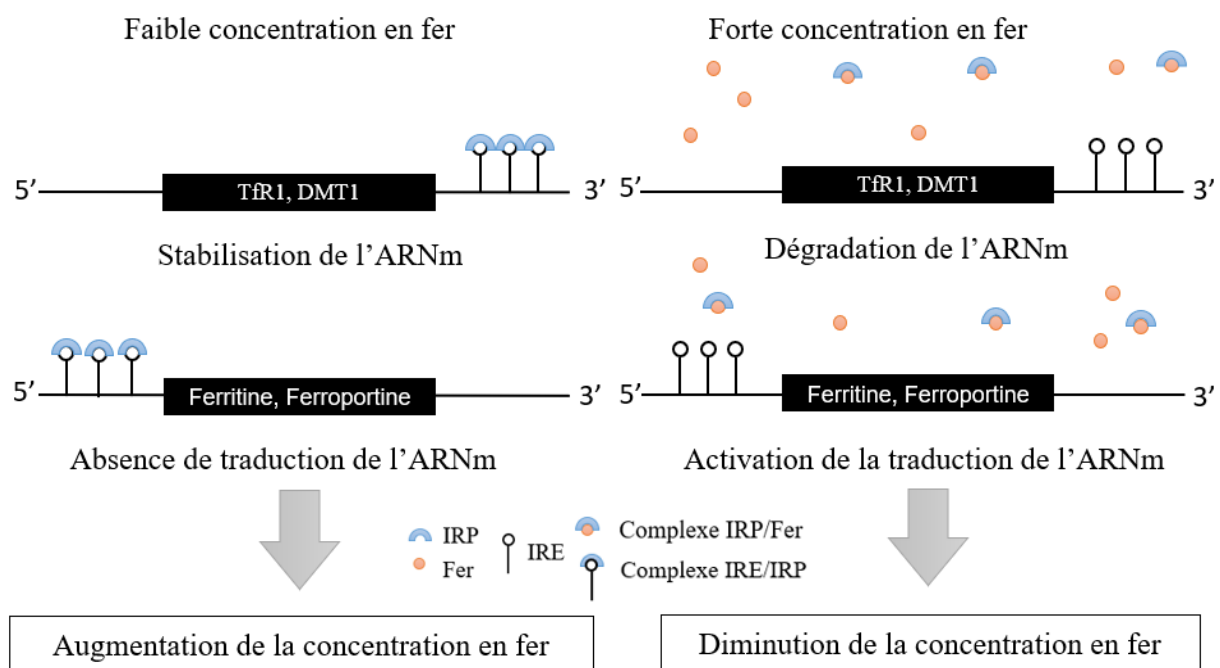 Faible concentration en fer
Forte concentration en fer
5’
TfR1, DMT1
3’
5’
TfR1, DMT1
3’
Stabilisation de l’ARNm
Dégradation de l’ARNm
5’
Ferritine, Ferroportine
3’
5’
Ferritine, Ferroportine
3’
Absence de traduction de l’ARNm
Activation de la traduction de l’ARNm
IRP
Fer
IRE
Complexe IRP/Fer
Complexe IRE/IRP
Augmentation de la concentration en fer
Diminution de la concentration en fer